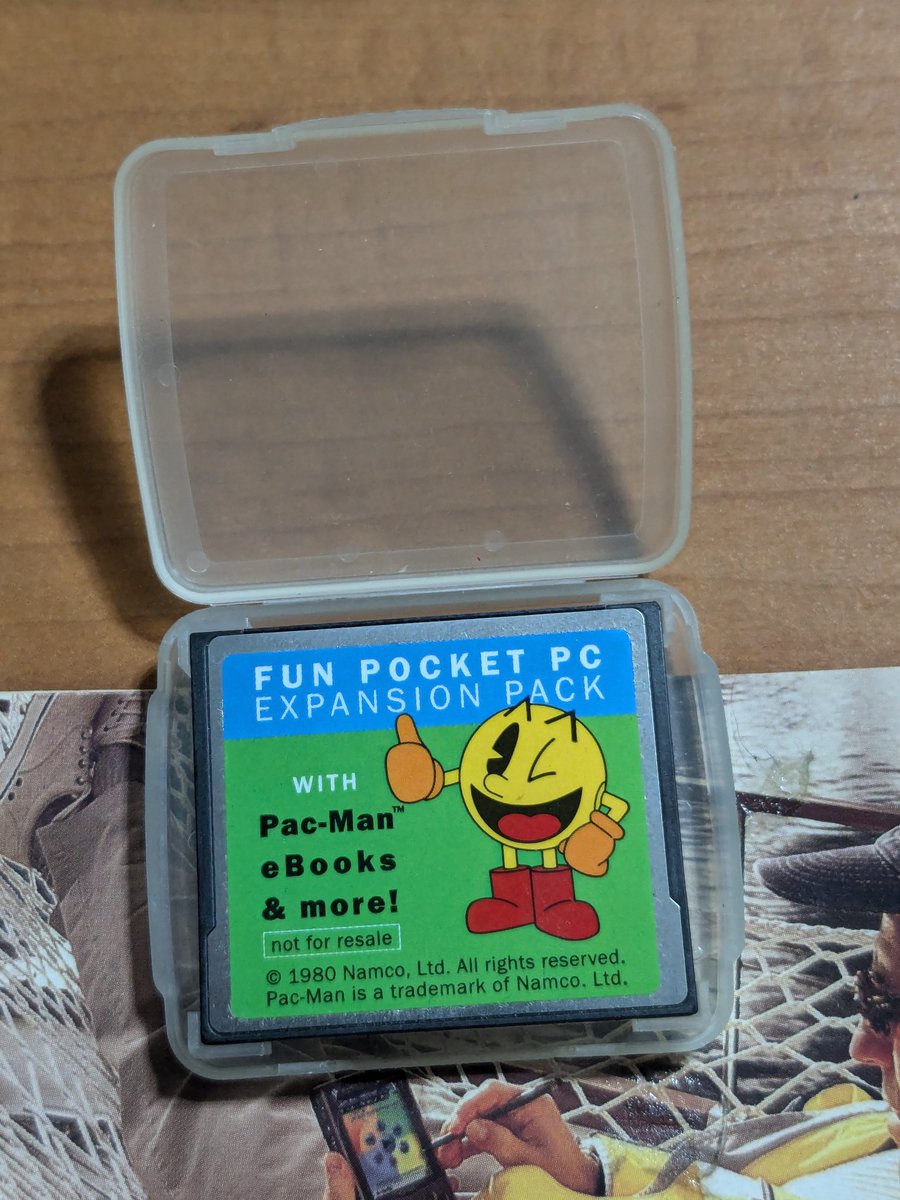 FUN POCKET PC
EXPANSION PACK
WITH
Pac-Man™
eBooks
& more!
not for resale
© 1980 Namco, Ltd. All rights reserved.
Pac-Man is a trademark of Namco. Ltd.